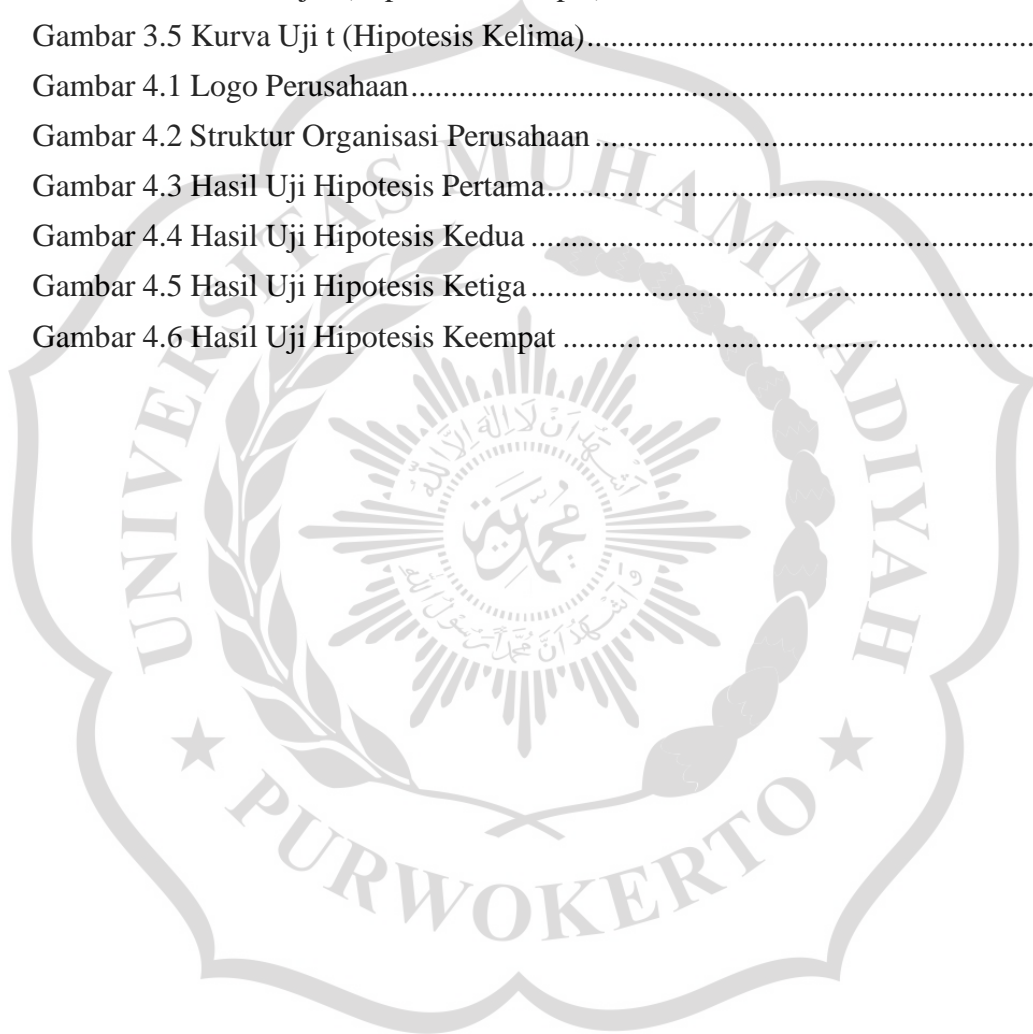 Gambar 3.5 Kurva Uji t (Hipotesis Kelima)
Gambar 4.1 Logo Perusahaan
Gambar 4.2 Struktur Organisasi Perusahaan
Gambar 4.3 Hasil Uji Hipotesis Pertama
Gambar 4.4 Hasil Uji Hipotesis Kedua
Gambar 4.5 Hasil Uji Hipotesis Ketiga
Gambar 4.6 Hasil Uji Hipotesis Keempat
UNIVERSITAS MUHAMMADIYAH
PURWOKERTO